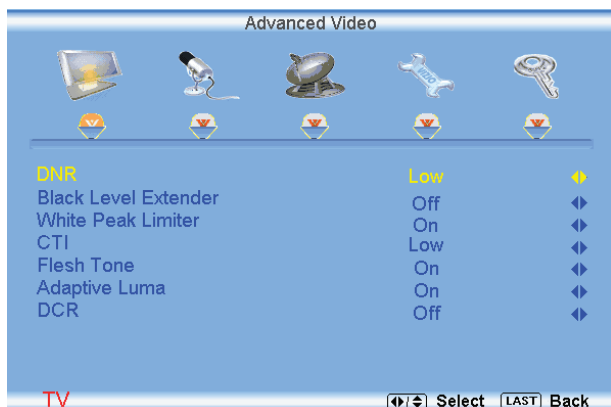 Advanced Video
DNR Low
Black Level Extender Off
White Peak Limiter On
CTI Low
Flesh Tone On
Adaptive Luma On
DCR Off
TV Select LAST Back